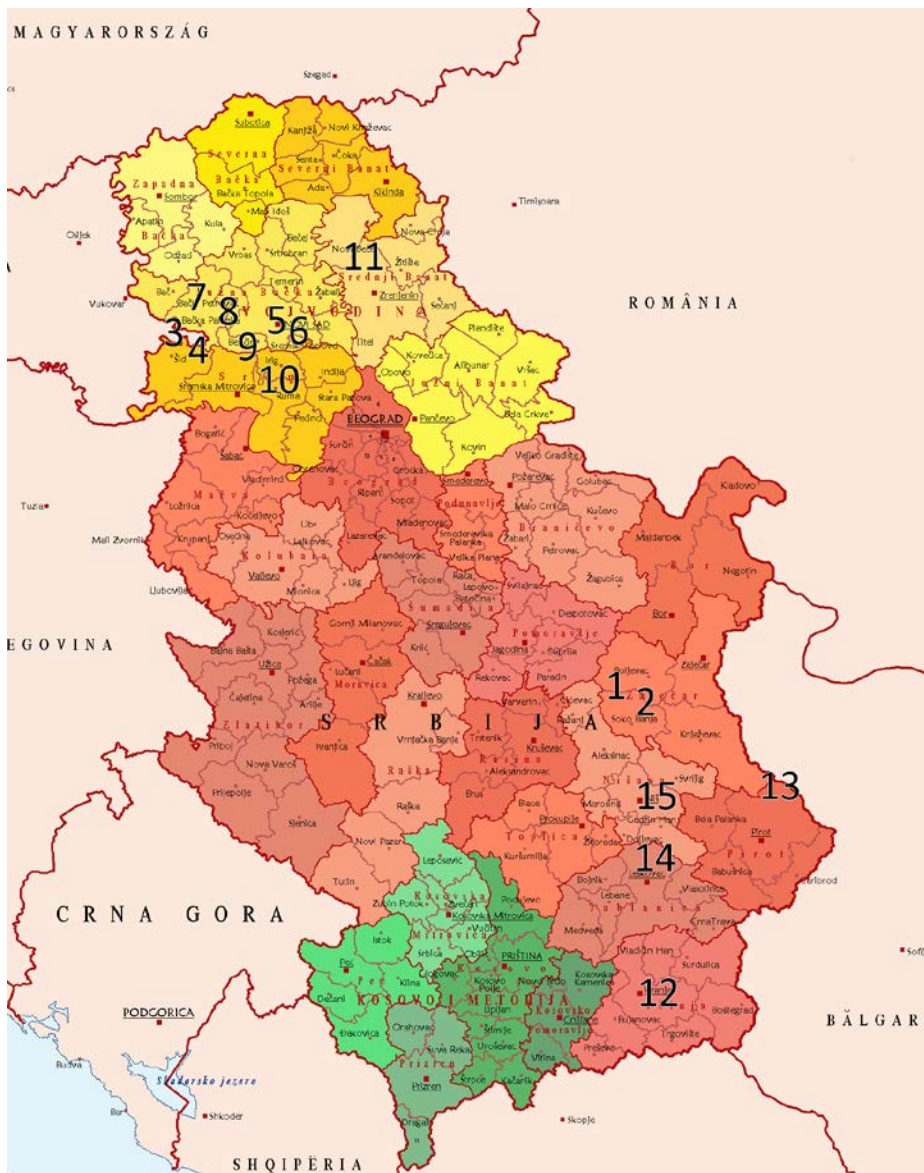 MAGYARORSZÁG
Szeged
Subotica
Kanjiža
Novi Kneževac
Severna
Bačka
Senta
Čoka
Severni Banat
Zapadna
Bačka
Sombor
Bačka Topola
Ada
Kikinda
Timişoara
Mali Iđoš
Apatin
Kula
Nova Crnja
Osijek
Bečej
Odžaci
Vrbas
Srbobran
11
Žitište
Srednji Banat
Temerin
Bač
7
Žabalj
Zrenjanin
Sečanj
ROMÂNIA
Vukovar
8
5
6
3
4
9
Titel
Plandište
Šid
Irig
Kovačica
Alibunar
Vršac
Opovo
Inđija
Sremska Mitrovica
10
Ruma
Južni Banat
Stara Pazova
Bela Crkva
Pančevo
Pećinci
BEOGRAD
Kovin
Bogatić
Surčin
Šabac
Veliko Gradište
Obrenovac
Grocka
Smederevo
Požarevac
Golubac
Kladovo
Vladimirci
Beograd
Mačva
Ripanj
Sopot
Podunavlje
Malo Crniće
Kučevo
Tuzla
Loznica
Koceljevo
Mladenovac
Braničevo
Majdanpek
Mali Zvornik
Krupanj
Osečina
Ub
Lajkovac
Lazarevac
Smederevska
Palanka
Žabari
Petrovac
Bor
Negotin
Kolubara
Velika Plana
Valjevo
Aranđelovac
Žagubica
Ljubovija
Mionica
Ljig
Topola
Rača
Svilajnac
Lapovo
Batočina
Bor
Šumadija
Despotovac
EGOVINA
Kosjerić
Gornji Milanovac
Kragujevac
Pomoravlje
Bajina Bašta
Knić
Jagodina
Ćuprija
Boljevac
Zaječar
Užice
Lučani
Čačak
Požega
Moravica
Rekovac
Paraćin
1
Zaječar
Čajetina
Arilje
Kraljevo
Varvarin
Ćićevac
2
Zlatibor
SRBIJA
Ražanj
Soko Banja
Priboj
Ivanjica
Vrnjačka Banja
Trstenik
Kruševac
Knjaževac
Nova Varoš
Raška
Rasina
Aleksinac
Aleksandrovac
Nišava
Svrljig
Prijepolje
Brus
Blace
Merošina
15
13
Raška
Prokuplje
Gadžin Han
Bela Palanka
Sjenica
Toplica
Žitorađa
Doljevac
Pirot
Novi Pazar
Kuršumlija
14
Pirot
Leposavić
Bojnik
Leskovac
Babušnica
Tutin
Lebane
Vlasotince
Zubin Potok
Kosovska
Zvečan
Podujevo
Jablanica
CRNA GORA
Kosovska Mitrovica
Medveđa
Crna Trava
Istok
Mitrovica
Vučitrn
Srbica
Obilić
PRIŠTINA
Vladičin Han
Peć
Glogovac
Kosovo
Surdulica
Peć
Klina
Kosovo
Polje
Novo Brdo
Kosovska
Kamenica
12
Dečani
KOSOVO I METOHIJA
Kosovsko
Pomoravlje
PODGORICA
Orahovac
Lipljan
Gnjilane
Bujanovac
Bosilegrad
BĂLGAR
Đakovica
Štimlje
Trgovište
Suva Reka
Uroševac
Preševo
Budva
Prizren
Vitina
Skadarsko jezero
Prizren
Štrpce
Kačanik
Bar
Shkodër
Skopje
SHQIPËRIA